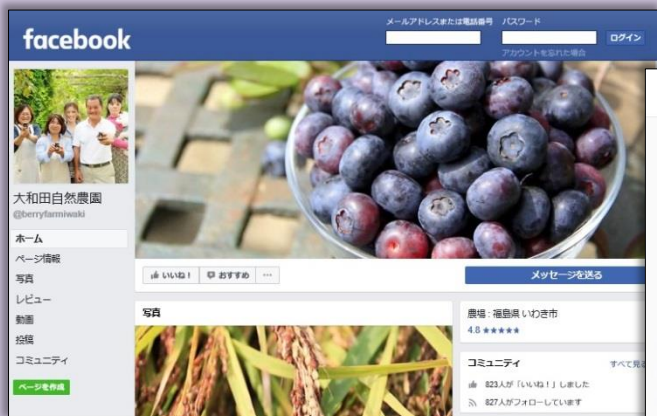 facebook
メールアドレスまたは電話番号 パスワード
ログイン
アカウントを忘れた場合
大和田自然農園
@berryfarmiwaki
ホーム
ページ情報
写真
レビュー
動画
投稿
コミュニティ
ページを作成
いいね！ おすすめ ...
メッセージを送る
写真
農場 : 福島県 いわき市
4.8 ★★★★★
コミュニティ すべて見る
823人が「いいね！」しました
827人がフォローしています